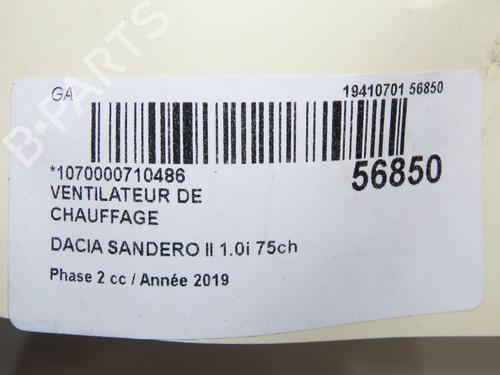 GA
19410701 56850
*1070000710486
56850
VENTILATEUR DE
CHAUFFAGE
DACIA SANDERO II 1.0i 75ch
Phase 2 cc / Année 2019
B-PARTS